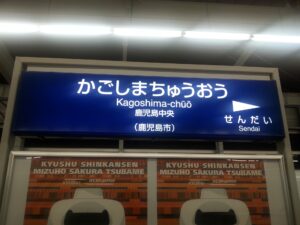 かごしまちゅうおう
Kagoshima-chūō
鹿児島中央
(鹿児島市)
せんだい
Sendai
KYUSHU SHINKANSEN
MIZUHO SAKURA TSUBAME
KYUSHU SHINKANSEN
MIZUHO SAKURA TSUBAME